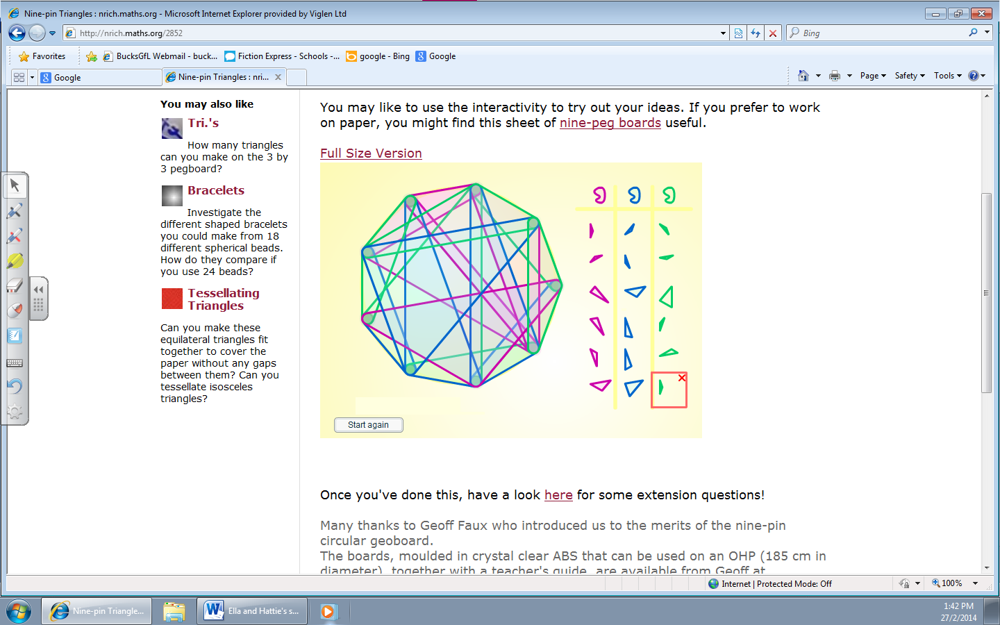 Nine-pin Triangles : nrich.maths.org - Microsoft Internet Explorer provided by Viglen Ltd
http://nrich.maths.org/2852
Bing
Favorites
BucksGfL Webmail - buck...
Fiction Express - Schools -...
google - Bing
Google
Google
Nine-pin Triangles : nri...
Page
Safety
Tools
You may also like
Tri.'s
How many triangles
can you make on the 3 by
3 pegboard?
Bracelets
Investigate the
different shaped bracelets
you could make from 18
different spherical beads.
How do they compare if
you use 24 beads?
Tessellating
Triangles
Can you make these
equilateral triangles fit
together to cover the
paper without any gaps
between them? Can you
tessellate isosceles
triangles?
You may like to use the interactivity to try out your ideas. If you prefer to work
on paper, you might find this sheet of nine-peg boards useful.
Full Size Version
Start again
Once you've done this, have a look here for some extension questions!
Many thanks to Geoff Faux who introduced us to the merits of the nine-pin
circular geoboard.
The boards, moulded in crystal clear ABS that can be used on an OHP (185 cm in
diameter), together with a teacher's guide, are available from Geoff at
Internet | Protected Mode: Off
100%
Nine-pin Triangle...
Ella and Hattie's s...
1:42 PM
27/2/2014